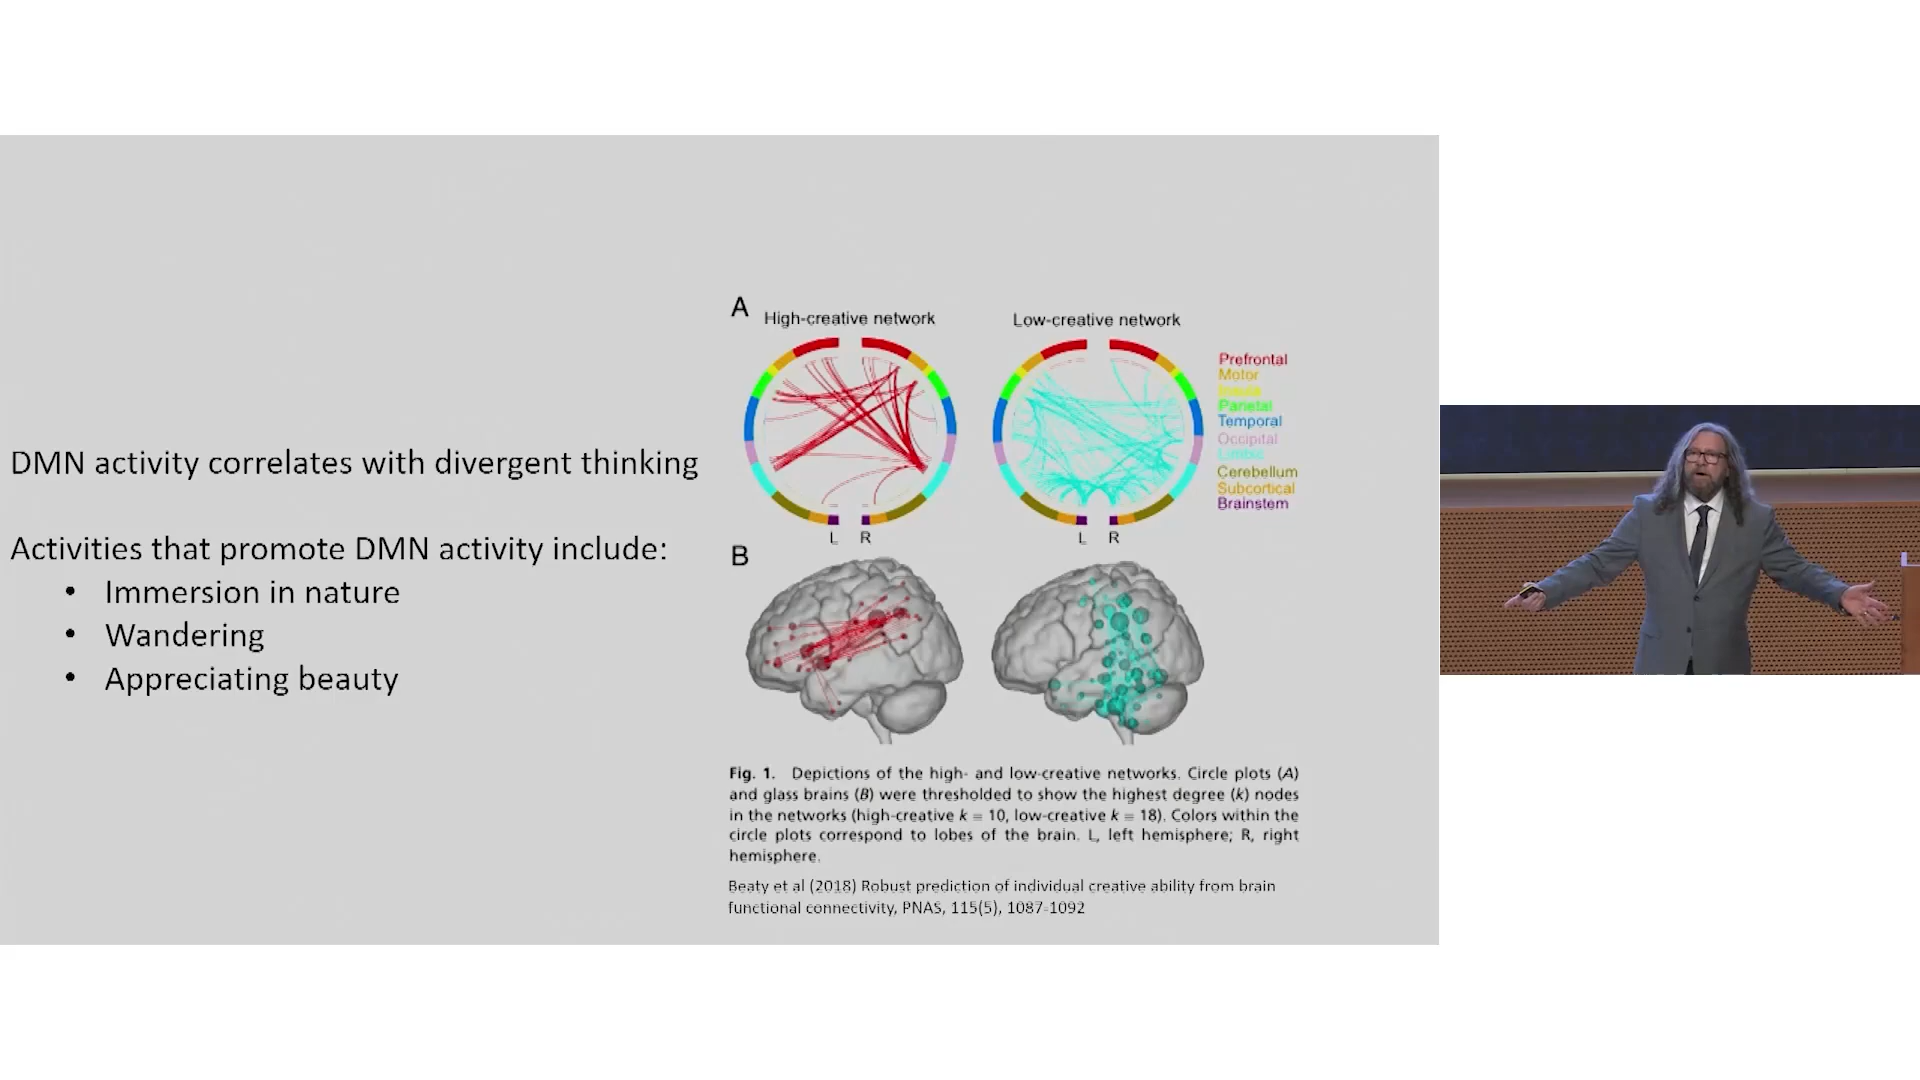 DMN activity correlates with divergent thinking
Activities that promote DMN activity include:
• Immersion in nature
• Wandering
• Appreciating beauty
A
High-creative network
Low-creative network
Prefrontal
Motor
Insula
Parietal
Temporal
Occipital
Limbic
Cerebellum
Subcortical
Brainstem
L R
L R
B
Fig. 1. Depictions of the high- and low-creative networks. Circle plots (A)
and glass brains (B) were thresholded to show the highest degree (k) nodes
in the networks (high-creative k = 10, low-creative k = 18). Colors within the
circle plots correspond to lobes of the brain. L, left hemisphere; R, right
hemisphere.
Beaty et al (2018) Robust prediction of individual creative ability from brain
functional connectivity, PNAS, 115(5), 1087-1092